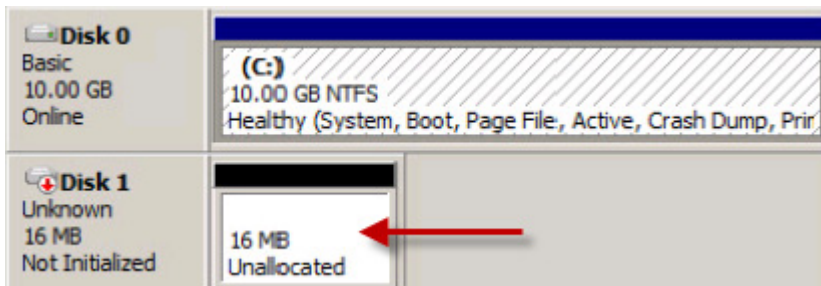 Disk 0
Basic
10.00 GB
Online
(C:)
10.00 GB NTFS
Healthy (System, Boot, Page File, Active, Crash Dump, Prir
Disk 1
Unknown
16 MB
Not Initialized
16 MB
Unallocated